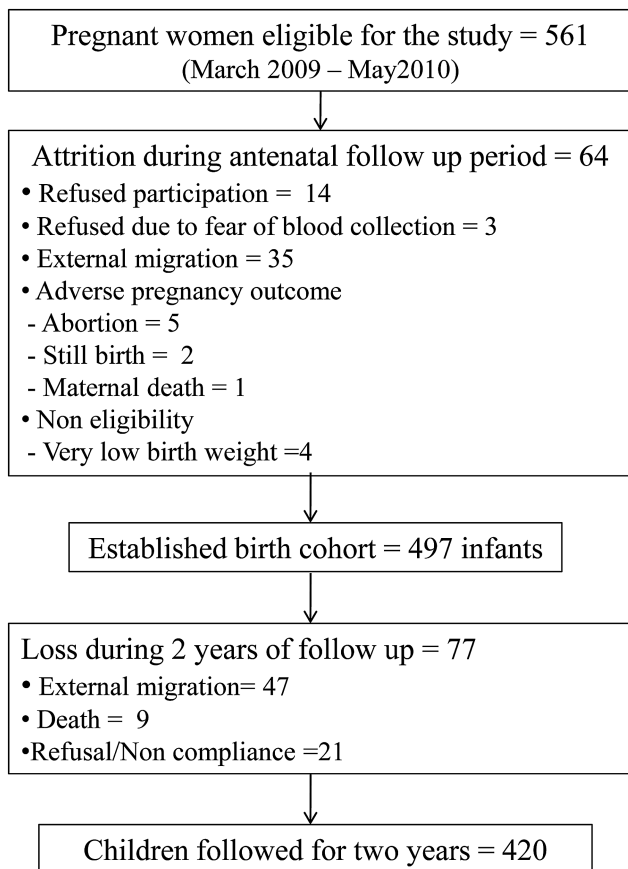 Pregnant women eligible for the study = 561
(March 2009 – May2010)
Attrition during antenatal follow up period = 64
• Refused participation = 14
• Refused due to fear of blood collection = 3
• External migration = 35
• Adverse pregnancy outcome
- Abortion = 5
- Still birth = 2
- Maternal death = 1
• Non eligibility
- Very low birth weight =4
Established birth cohort = 497 infants
Loss during 2 years of follow up = 77
• External migration= 47
• Death = 9
•Refusal/Non compliance =21
Children followed for two years = 420